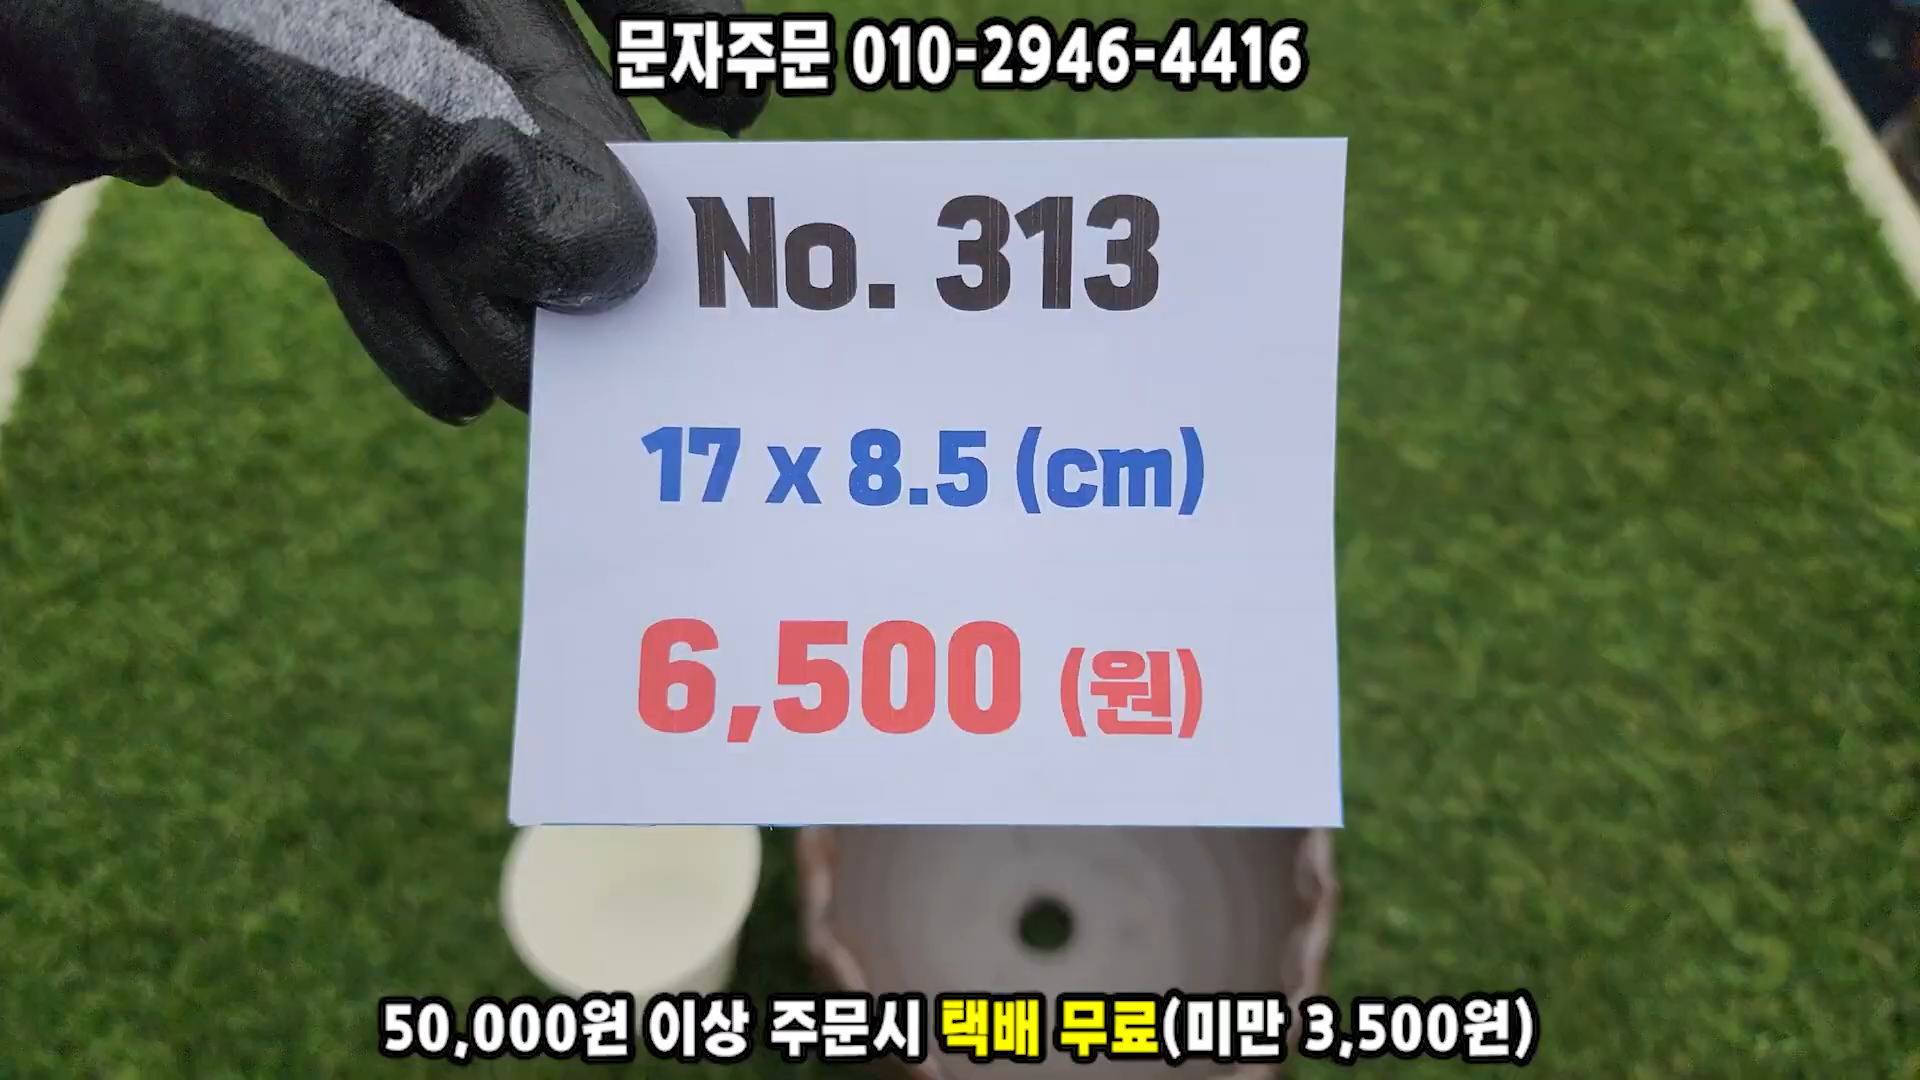 문자주문 010-2946-4416
No. 313
17 x 8.5 (cm)
6,500 (원)
50,000원 이상 주문시 택배 무료(미만 3,500원)